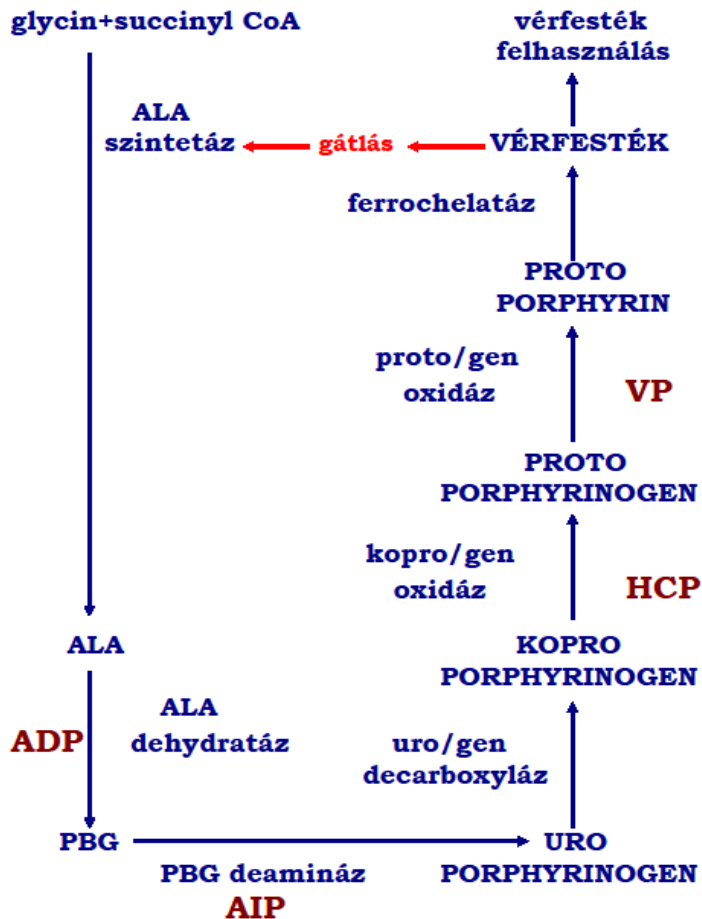 glycin+succinyl CoA
vérfesték
felhasználás
ALA
szintetáz
gátlás
VÉRFESTÉK
ferrochelatáz
PROTO
PORPHYRIN
proto/gen
oxidáz
VP
PROTO
PORPHYRINOGEN
kopro/gen
oxidáz
HCP
ALA
KOPRO
PORPHYRINOGEN
ADP
ALA
dehydratáz
uro/gen
decarboxyláz
PBG
URO
PORPHYRINOGEN
PBG deamináz
AIP